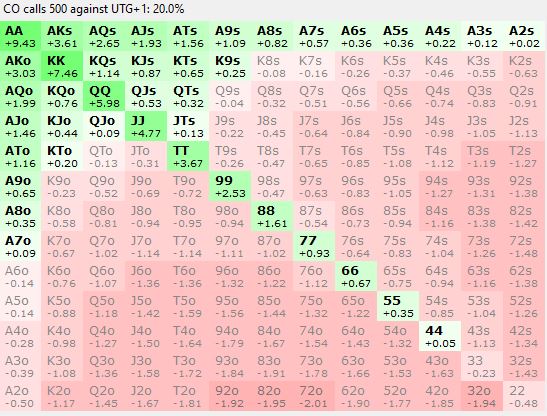 CO calls 500 against UTG+1: 20.0%
AA AKs AQs AJs ATs A9s A8s A7s A6s A5s A4s A3s A2s
+9.43 +3.61 +2.65 +1.93 +1.56 +1.09 +0.82 +0.57 +0.36 +0.36 +0.22 +0.12 +0.02
AKo KK KQs KJs KTs K9s K8s K7s K6s K5s K4s K3s K2s
+3.03 +7.46 +1.14 +0.87 +0.65 +0.25 -0.08 -0.16 -0.26 -0.37 -0.46 -0.55 -0.63
AQo KQo QQ QJs QTs Q9s Q8s Q7s Q6s Q5s Q4s Q3s Q2s
+1.99 +0.76 +5.98 +0.53 +0.32 -0.04 -0.32 -0.51 -0.56 -0.66 -0.74 -0.83 -0.91
AJo KJo QJo JJ JTs J9s J8s J7s J6s J5s J4s J3s J2s
+1.46 +0.44 +0.09 +4.77 +0.13 -0.22 -0.45 -0.64 -0.84 -0.90 -0.98 -1.05 -1.13
ATo KTo QTo JTo TT T9s T8s T7s T6s T5s T4s T3s T2s
+1.16 +0.20 -0.13 -0.31 +3.67 -0.26 -0.47 -0.65 -0.85 -1.08 -1.12 -1.19 -1.27
A9o K9o Q9o J9o T9o 99 98s 97s 96s 95s 94s 93s 92s
+0.65 -0.23 -0.52 -0.69 -0.72 +2.53 -0.47 -0.63 -0.83 -1.05 -1.27 -1.31 -1.38
A8o K8o Q8o J8o T8o 98o 88 87s 86s 85s 84s 83s 82s
+0.35 -0.58 -0.81 -0.94 -0.95 -0.94 +1.61 -0.54 -0.73 -0.94 -1.16 -1.38 -1.42
A7o K7o Q7o J7o T7o 97o 87o 77 76s 75s 74s 73s 72s
+0.09 -0.67 -1.02 -1.14 -1.14 -1.11 -1.02 +0.93 -0.64 -0.83 -1.04 -1.26 -1.48
A6o K6o Q6o J6o T6o 96o 86o 76o 66 65s 64s 63s 62s
-0.14 -0.76 -1.07 -1.36 -1.36 -1.32 -1.22 -1.12 +0.67 -0.75 -0.94 -1.16 -1.38
A5o K5o Q5o J5o T5o 95o 85o 75o 65o 55 54s 53s 52s
-0.14 -0.88 -1.18 -1.42 -1.59 -1.56 -1.44 -1.32 -1.22 +0.35 -0.85 -1.04 -1.26
A4o K4o Q4o J4o T4o 94o 84o 74o 64o 54o 44 43s 42s
-0.28 -0.98 -1.27 -1.50 -1.64 -1.79 -1.67 -1.54 -1.43 -1.32 +0.05 -1.13 -1.34
A3o K3o Q3o J3o T3o 93o 83o 73o 63o 53o 43o 33 32s
-0.39 -1.08 -1.36 -1.58 -1.72 -1.84 -1.91 -1.78 -1.66 -1.53 -1.63 -0.23 -1.43
A2o K2o Q2o J2o T2o 92o 82o 72o 62o 52o 42o 32o 22
-0.50 -1.17 -1.45 -1.67 -1.81 -1.92 -1.95 -2.01 -1.90 -1.77 -1.85 -1.94 -0.48